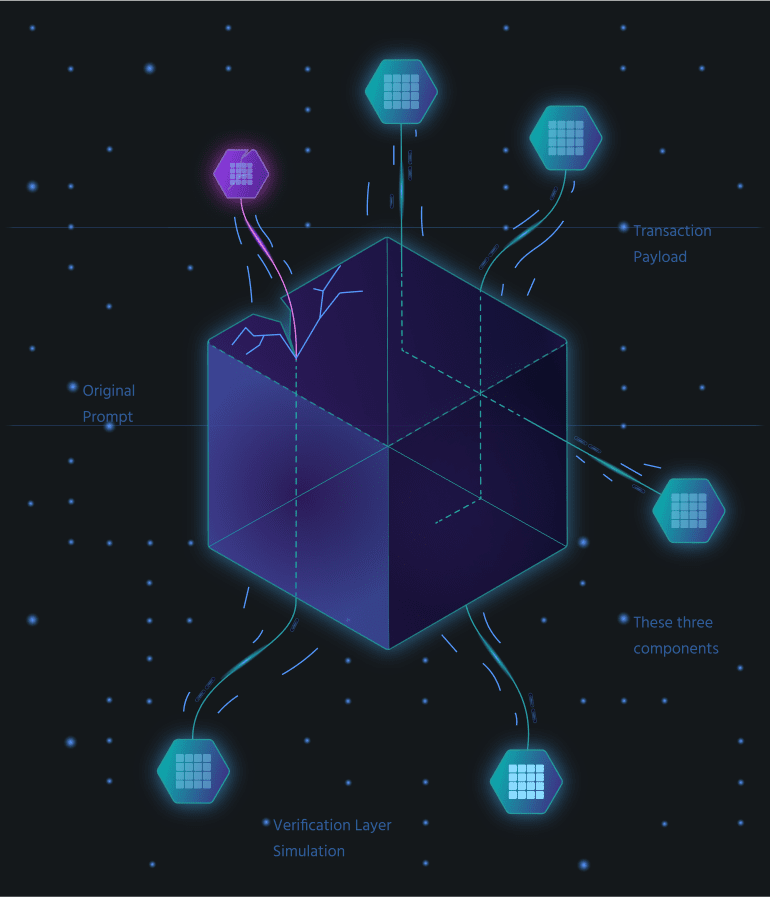 Transaction
Payload
Original
Prompt
These three
components
Verification Layer
Simulation